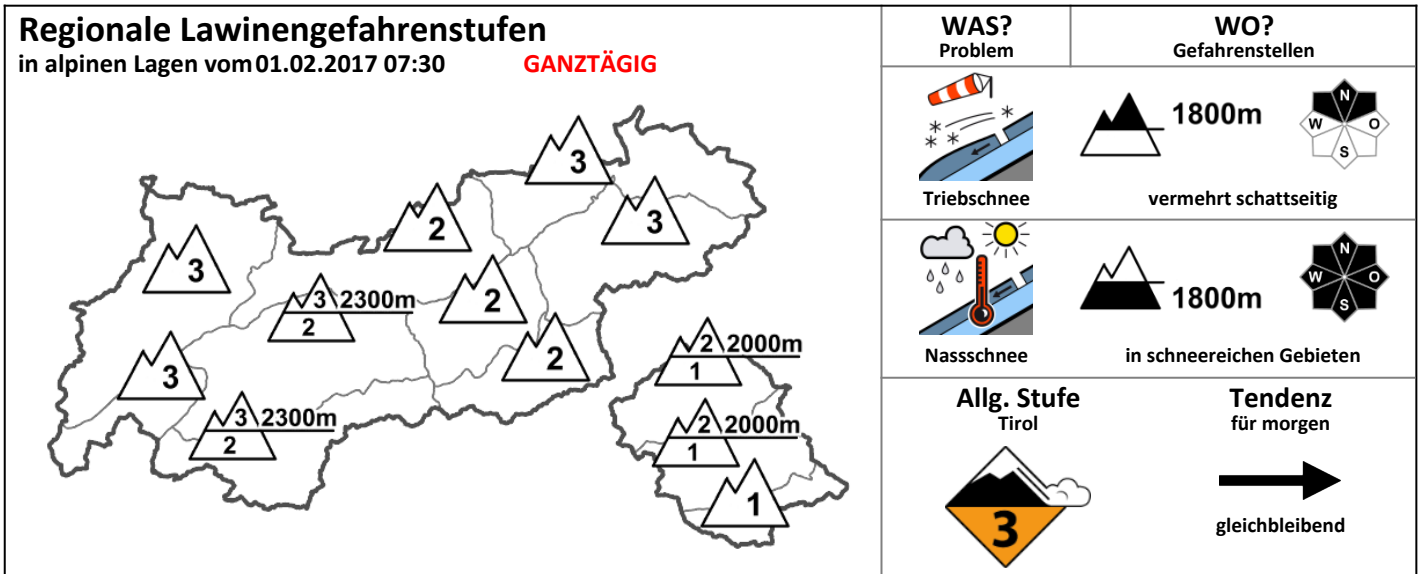 Regionale Lawinengefahrenstufen
in alpinen Lagen vom 01.02.2017 07:30 GANZTÄGIG
3
3
2
3
3
2
3 2300m
2
2
2 2000m
1
3
3 2300m
2
2 2000m
1
1
WAS?
Problem
WO?
Gefahrenstellen
1800m
N
W O
S
Triebschnee
vermehrt schattseitig
1800m
N
W O
S
Nassschnee
in schneereichen Gebieten
Allg. Stufe
Tirol
3
Tendenz
für morgen
gleichbleibend